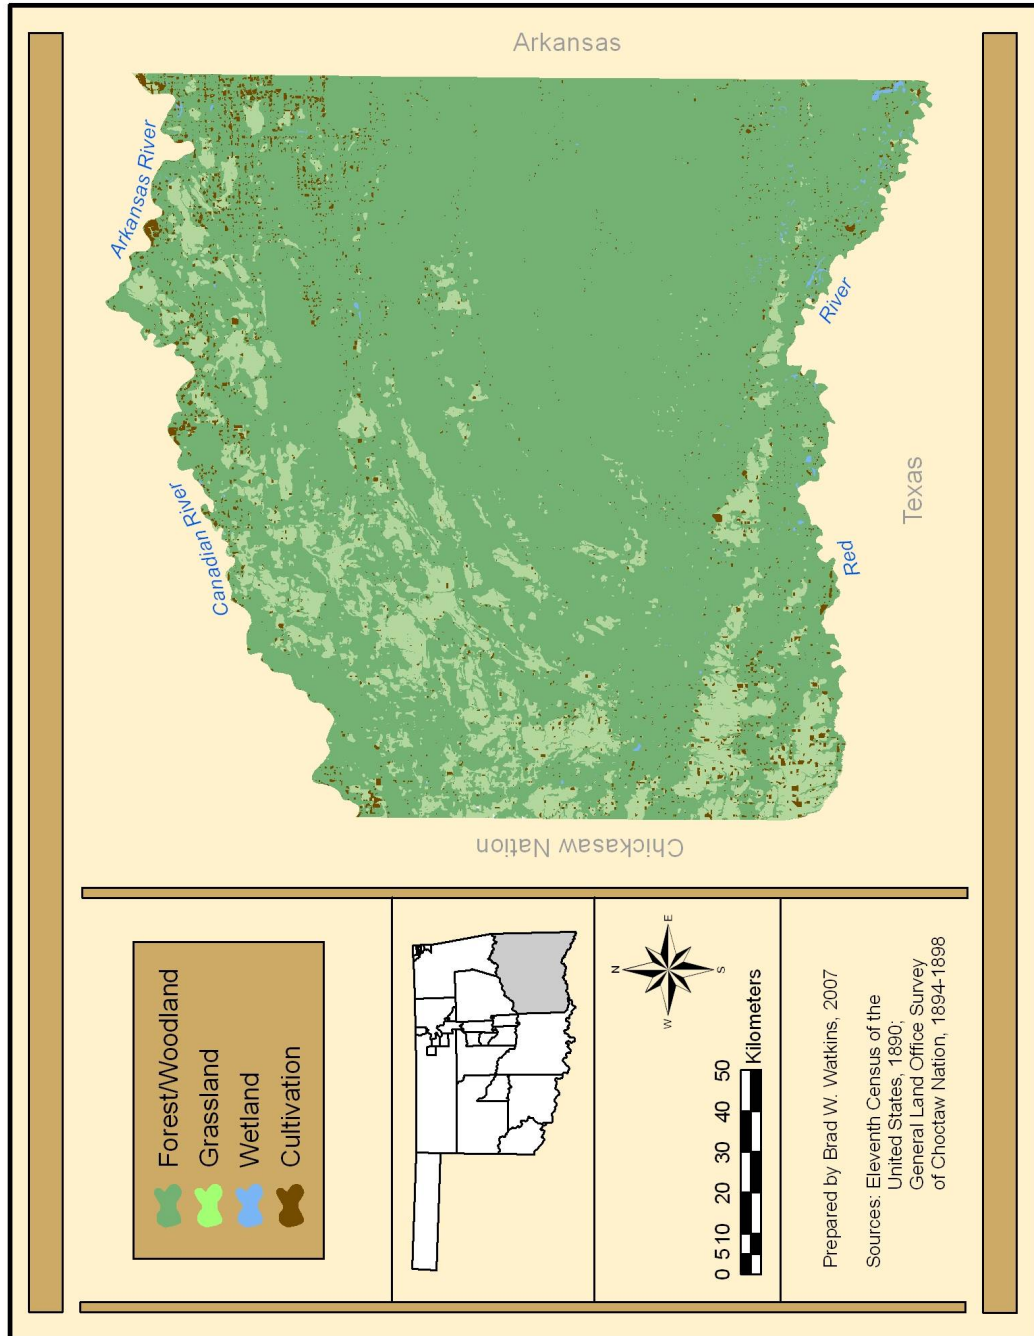 Arkansas
Arkansas River
Canadian River
River
Red
Texas
Chickasaw Nation
Forest/Woodland
Grassland
Wetland
Cultivation
N
E
S
W
0 5 10 20 30 40 50
Kilometers
Prepared by Brad W. Watkins, 2007
Sources: Eleventh Census of the
United States, 1890;
General Land Office Survey
of Choctaw Nation, 1894-1898